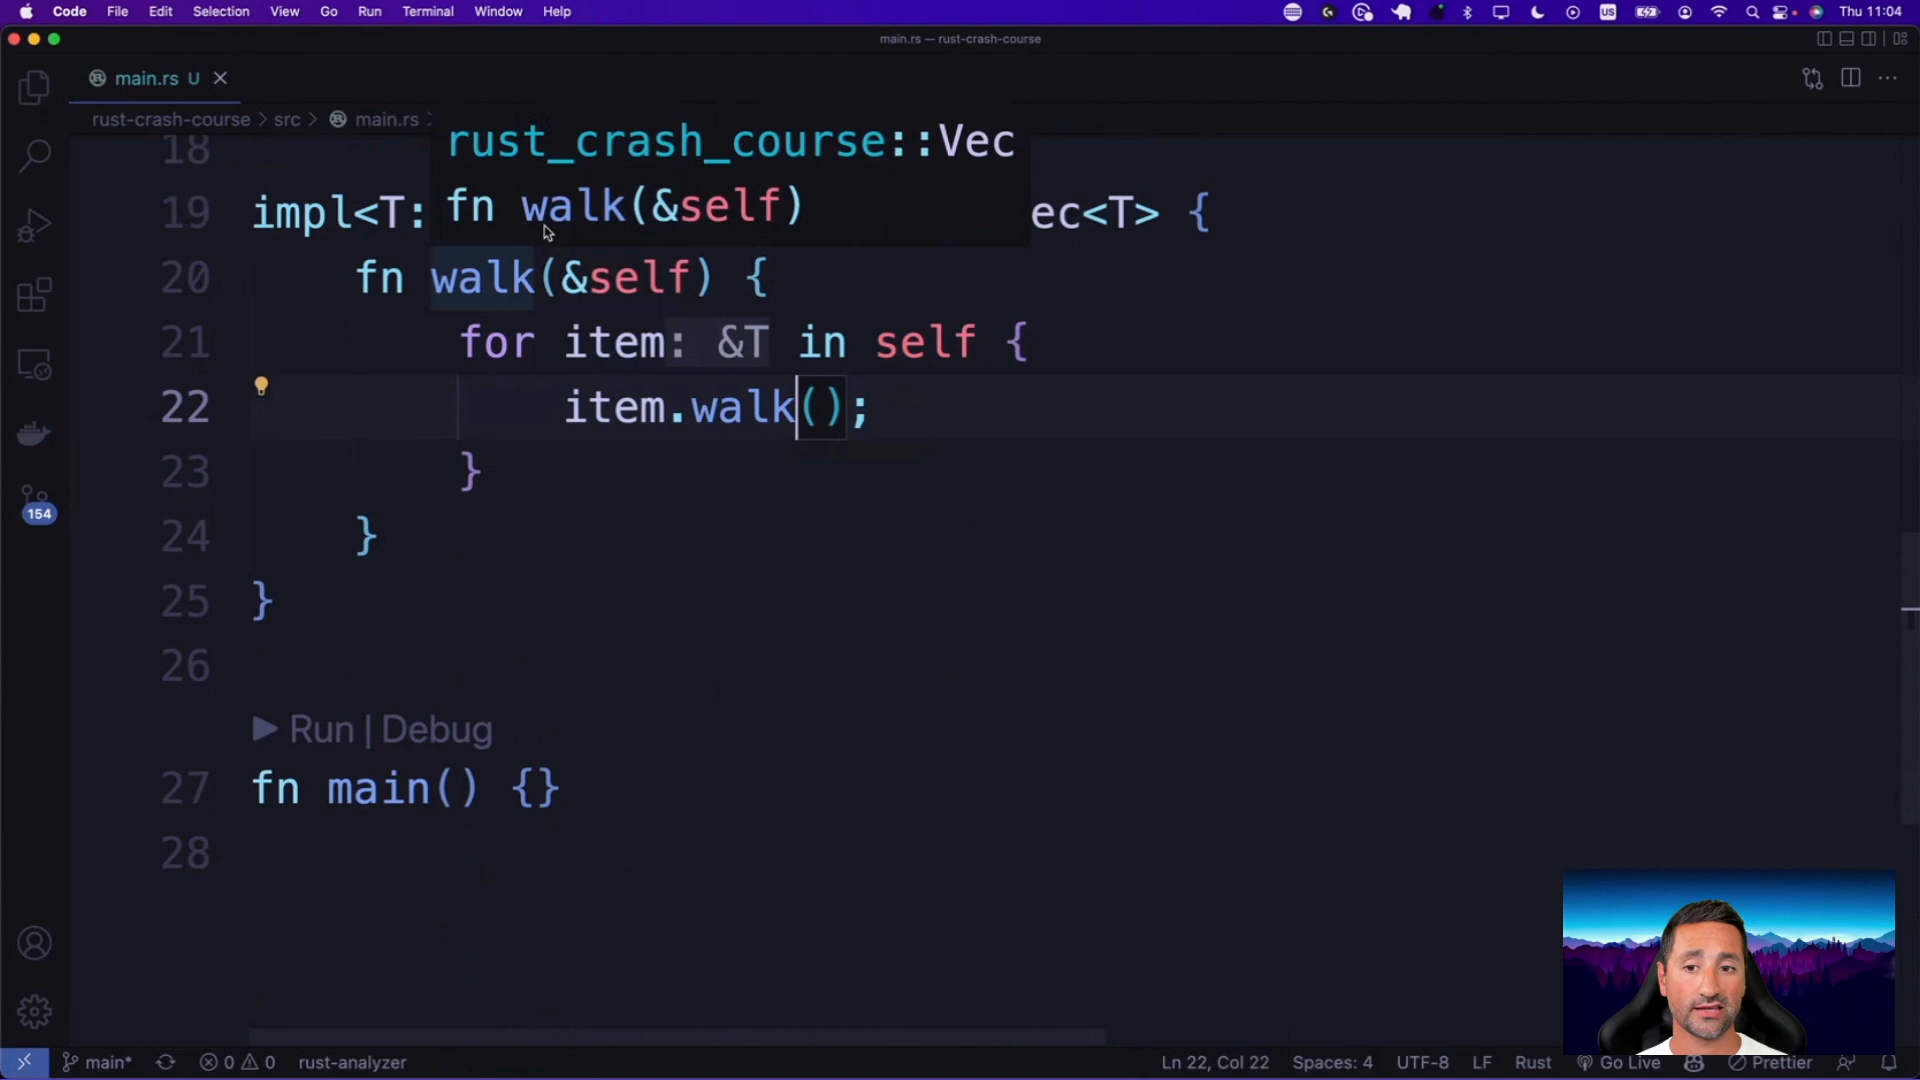 Code File Edit Selection View Go Run Terminal Window Help US Thu 11:04
main.rs — rust-crash-course
main.rs U
rust-crash-course > src > main.rs >
rust_crash_course::Vec
fn walk(&self)
18
19 impl<T: ec<T> {
20 fn walk(&self) {
21 for item: &T in self {
22 item.walk();
23 }
24 }
25 }
26
Run | Debug
27 fn main() {}
28
154
main* 0 0 rust-analyzer Ln 22, Col 22 Spaces: 4 UTF-8 LF Rust Go Live Prettier